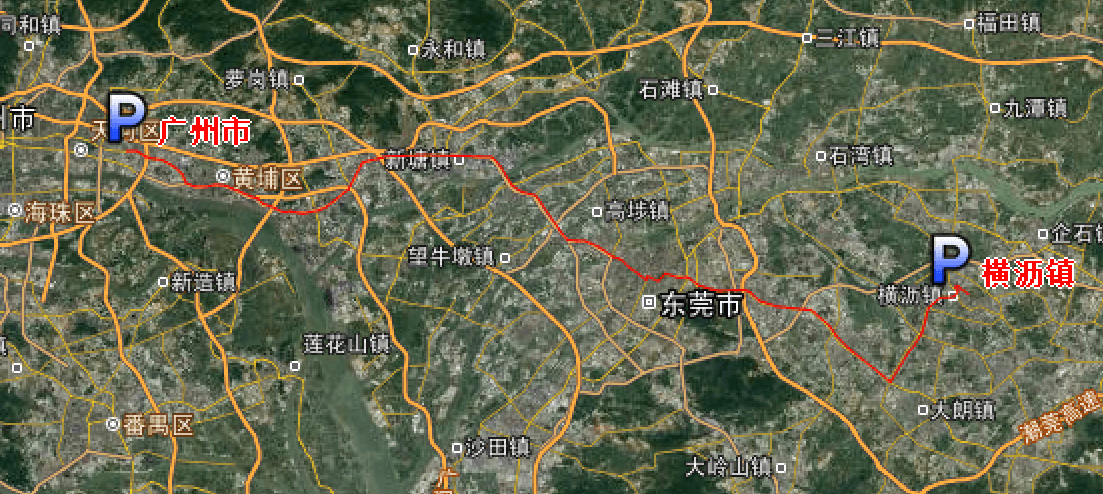 同和镇
永和镇
三江镇
福田镇
萝岗镇
石滩镇
九潭镇
州市
P
天河区
广州市
新塘镇
石湾镇
黄埔区
海珠区
高埗镇
企石镇
望牛墩镇
P
横沥镇
新造镇
横沥镇
东莞市
莲花山镇
镇
大朗镇
番禺区
潮莞高速
沙田镇
大岭山镇